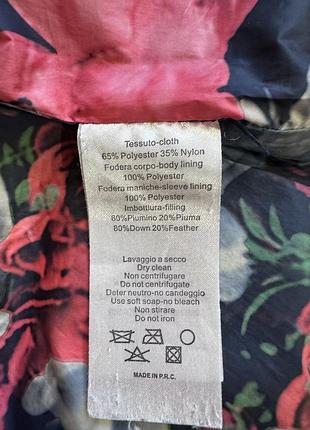 Tessuto-cloth
65% Polyester 35% Nylon
Fodera corpo-body lining
100% Polyester
Fodera maniche-sleeve lining
100% Polyester
Imbottiura-filling
80%Piumino 20%Piuma
80%Down 20%Feather
Lavaggio a secco
Dry clean
Non centrifugare
Do not centrifugate
Deter neutro-no candeggio
Use soft soap-no bleach
Non stirare
Do not iron
MADE IN P.R.C.